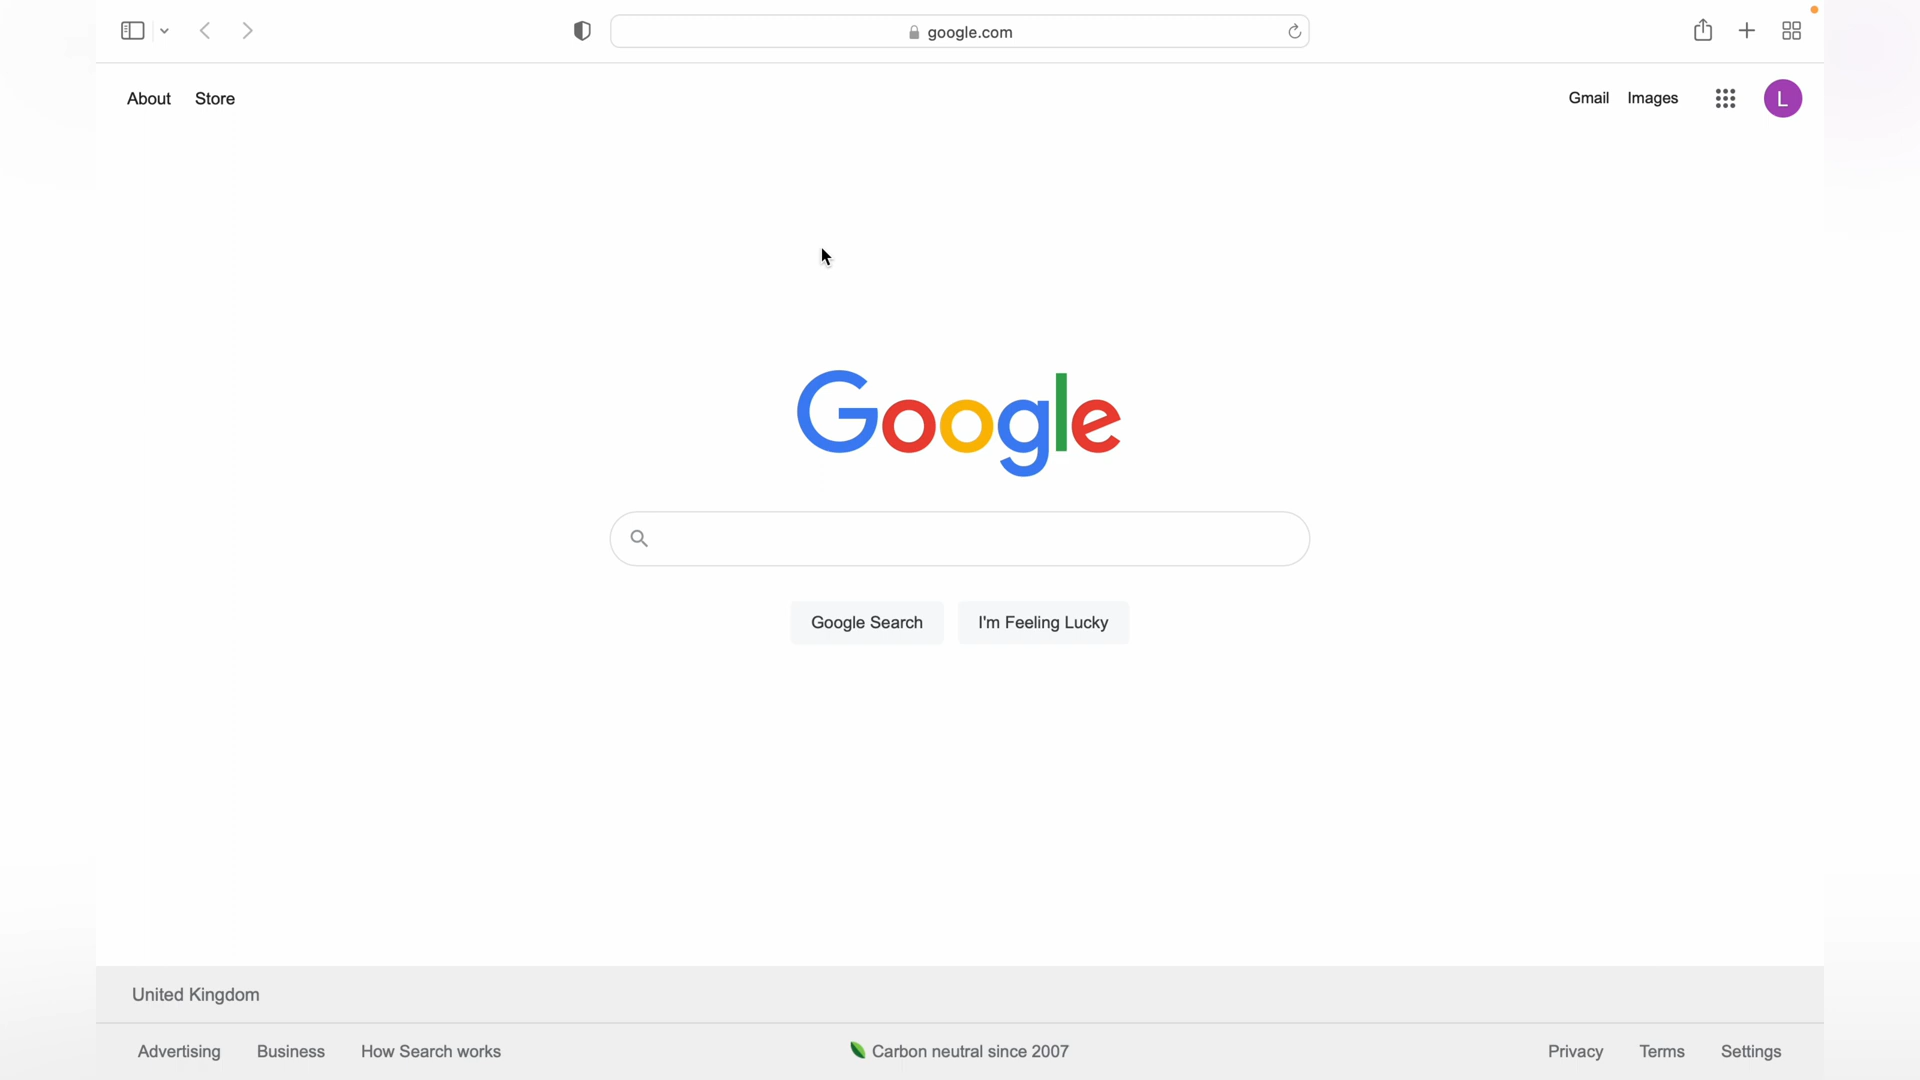 google.com
About Store
Gmail Images L
Google
Google Search I'm Feeling Lucky
United Kingdom
Advertising Business How Search works
Carbon neutral since 2007
Privacy Terms Settings